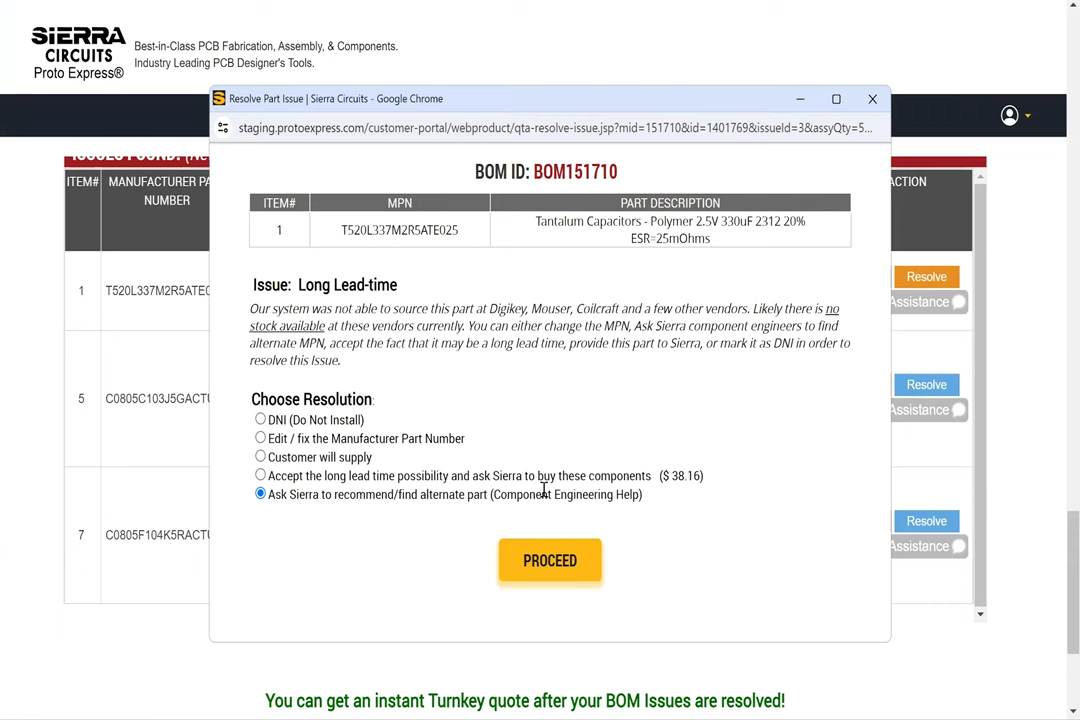 SIERRA
CIRCUITS
Proto Express®
Best-in-Class PCB Fabrication, Assembly, & Components.
Industry Leading PCB Designer's Tools.
Resolve Part Issue | Sierra Circuits - Google Chrome
staging.protoexpress.com/customer-portal/webproduct/qta-resolve-issue.jsp?mid=151710&id=1401769&issueId=3&assyQty=5...
BOM ID: BOM151710
ITEM# MPN PART DESCRIPTION
1 T520L337M2R5ATE025 Tantalum Capacitors - Polymer 2.5V 330uF 2312 20%
ESR=25mOhms
Issue: Long Lead-time
Our system was not able to source this part at Digikey, Mouser, Coilcraft and a few other vendors. Likely there is no
stock available at these vendors currently. You can either change the MPN, Ask Sierra component engineers to find
alternate MPN, accept the fact that it may be a long lead time, provide this part to Sierra, or mark it as DNI in order to
resolve this Issue.
Choose Resolution:
DNI (Do Not Install)
Edit / fix the Manufacturer Part Number
Customer will supply
Accept the long lead time possibility and ask Sierra to buy these components ($ 38.16)
Ask Sierra to recommend/find alternate part (Component Engineering Help)
PROCEED
ISSUES FOUND: (Ne
ITEM# MANUFACTURER PA
NUMBER
ACTION
1 T520L337M2R5ATE0
Resolve
Assistance
5 C0805C103J5GACTU
Resolve
Assistance
7 C0805F104K5RACTU
Resolve
Assistance
You can get an instant Turnkey quote after your BOM Issues are resolved!